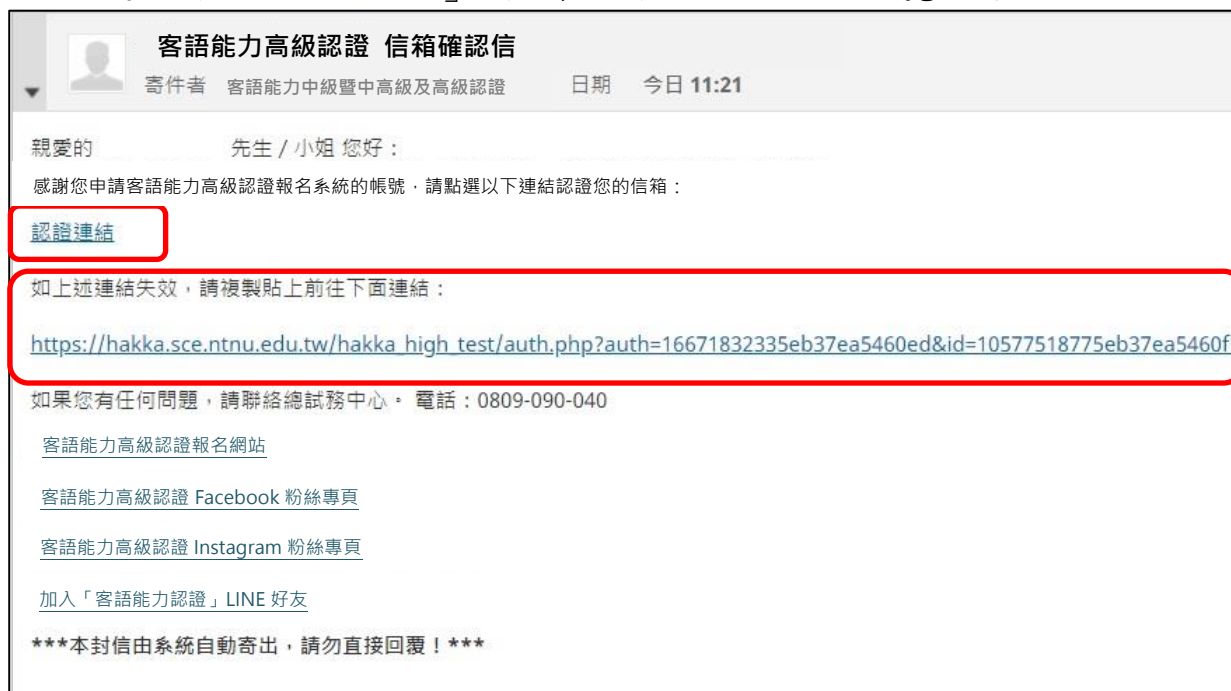 客語能力高級認證 信箱確認信
寄件者 客語能力中級暨中高級及高級認證 日期 今日 11:21
親愛的 先生 / 小姐 您好：
感謝您申請客語能力高級認證報名系統的帳號，請點選以下連結認證您的信箱：
認證連結
如上述連結失效，請複製貼上前往下面連結：
https://hakka.sce.ntnu.edu.tw/hakka_high_test/auth.php?auth=16671832335eb37ea5460ed&id=10577518775eb37ea5460f
如果您有任何問題，請聯絡總試務中心。 電話：0809-090-040
客語能力高級認證報名網站
客語能力高級認證 Facebook 粉絲專頁
客語能力高級認證 Instagram 粉絲專頁
加入「客語能力認證」LINE 好友
***本封信由系統自動寄出，請勿直接回覆！***